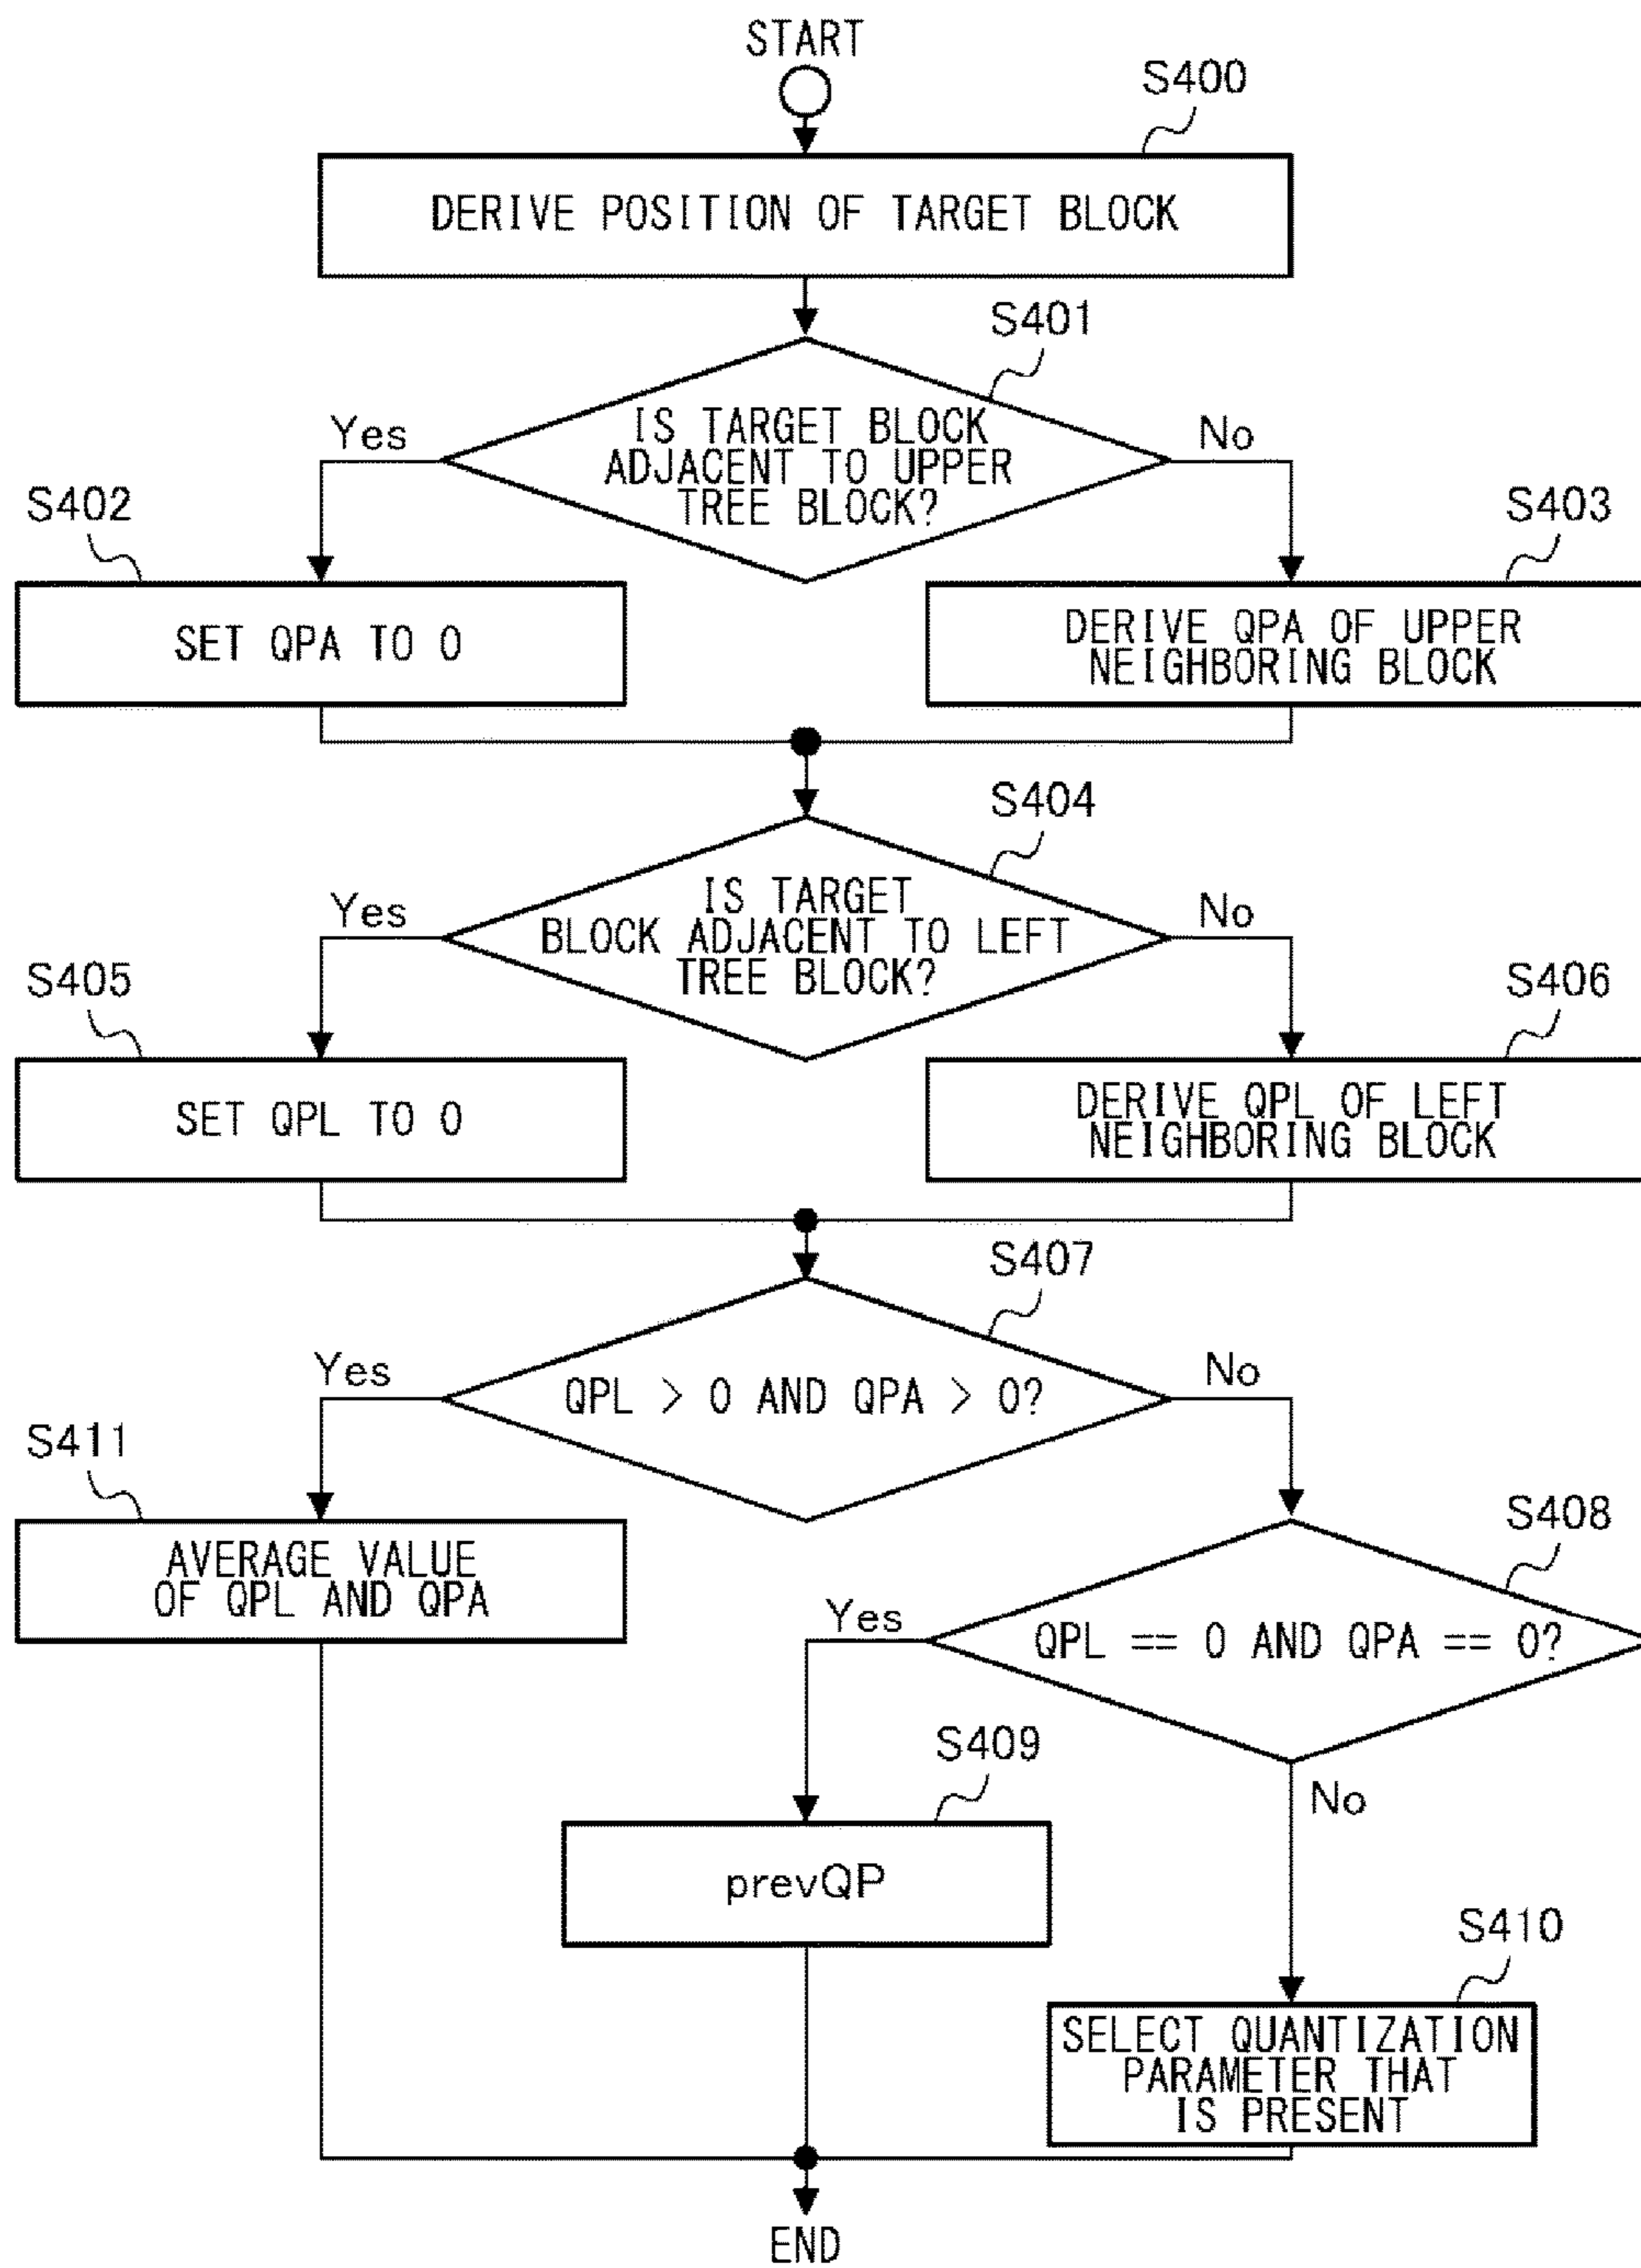 START
S400
DERIVE POSITION OF TARGET BLOCK
S401
IS TARGET BLOCK
ADJACENT TO UPPER
TREE BLOCK?
Yes
No
S402
S403
SET QPA TO 0
DERIVE QPA OF UPPER
NEIGHBORING BLOCK
S404
IS TARGET
BLOCK ADJACENT TO LEFT
TREE BLOCK?
Yes
No
S405
S406
SET QPL TO 0
DERIVE QPL OF LEFT
NEIGHBORING BLOCK
S407
QPL > 0 AND QPA > 0?
Yes
No
S411
S408
AVERAGE VALUE
OF QPL AND QPA
QPL == 0 AND QPA == 0?
Yes
No
S409
prevQP
S410
SELECT QUANTIZATION
PARAMETER THAT
IS PRESENT
END